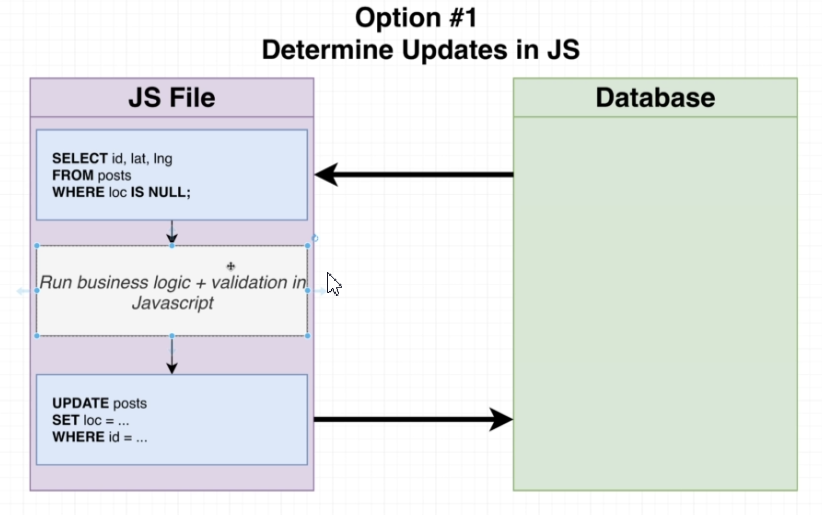 Option #1
Determine Updates in JS
JS File
Database
SELECT id, lat, lng
FROM posts
WHERE loc IS NULL;
Run business logic + validation in
Javascript
UPDATE posts
SET loc = ...
WHERE id = ...